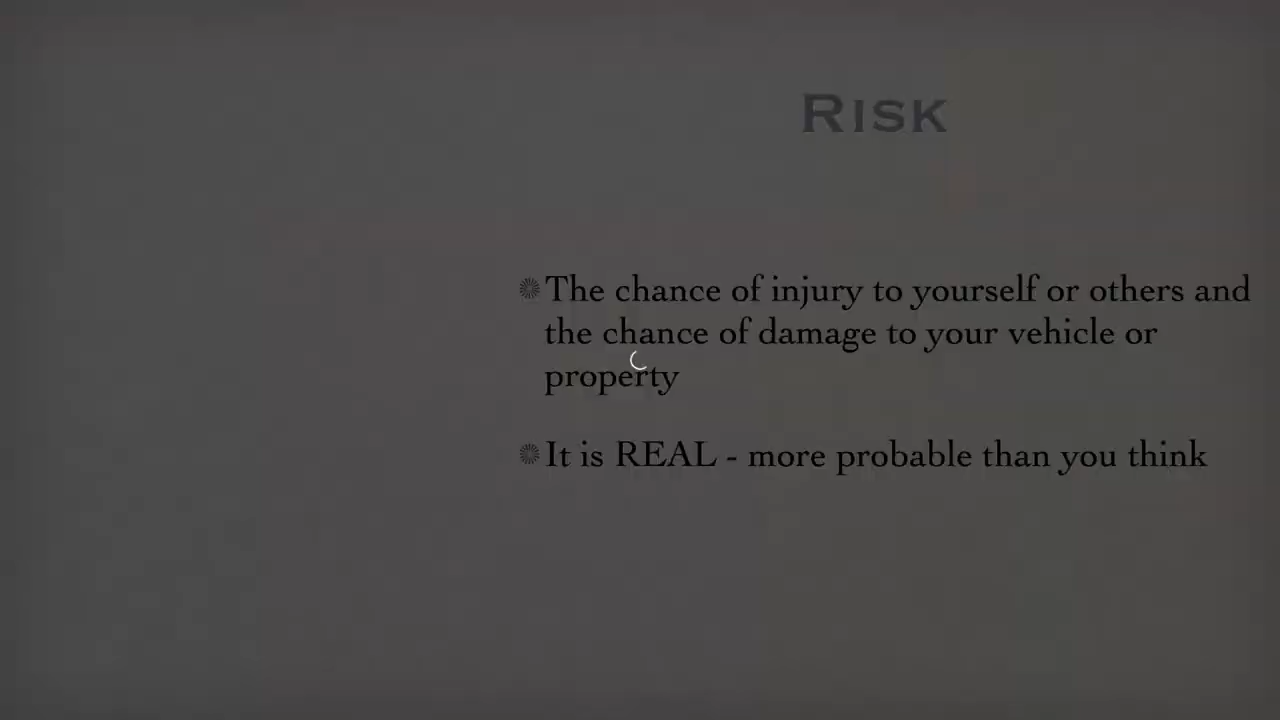 Risk
The chance of injury to yourself or others and
the chance of damage to your vehicle or
property
It is REAL - more probable than you think